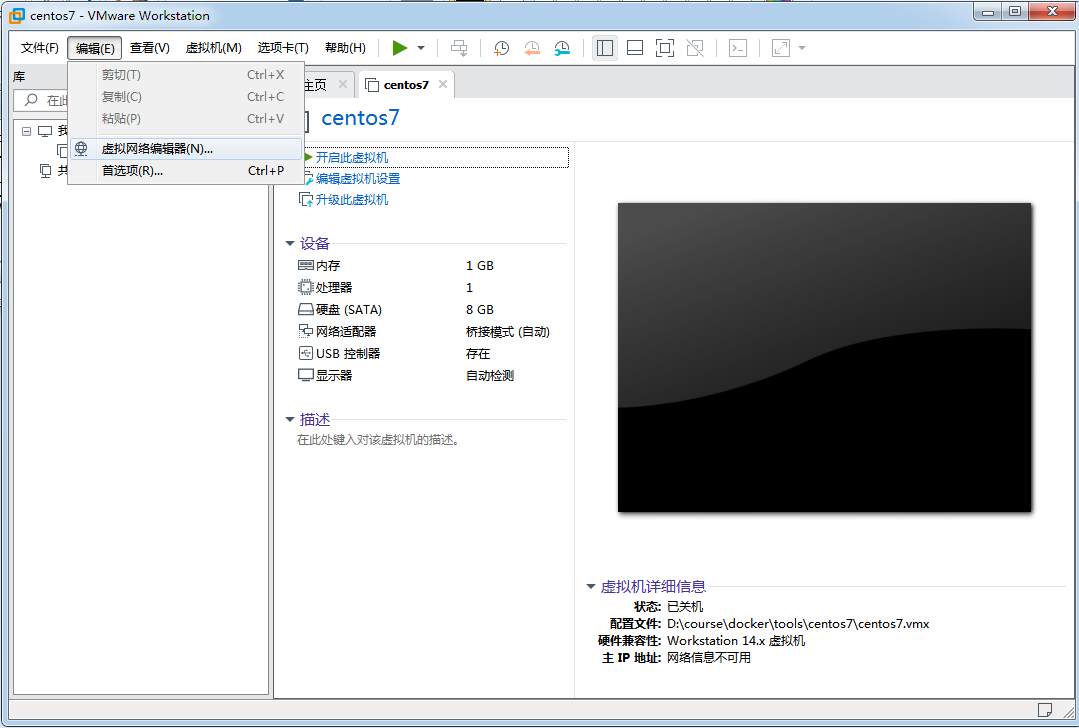 centos7 - VMware Workstation
文件(F) 编辑(E) 查看(V) 虚拟机(M) 选项卡(T) 帮助(H)
库
在此
剪切(T) Ctrl+X
复制(C) Ctrl+C
粘贴(P) Ctrl+V
虚拟网络编辑器(N)...
首选项(R)... Ctrl+P
我
共
主页 centos7
centos7
开启此虚拟机
编辑虚拟机设置
升级此虚拟机
设备
内存 1 GB
处理器 1
硬盘 (SATA) 8 GB
网络适配器 桥接模式 (自动)
USB 控制器 存在
显示器 自动检测
描述
在此处键入对该虚拟机的描述。
虚拟机详细信息
状态: 已关机
配置文件: D:\course\docker\tools\centos7\centos7.vmx
硬件兼容性: Workstation 14.x 虚拟机
主 IP 地址: 网络信息不可用